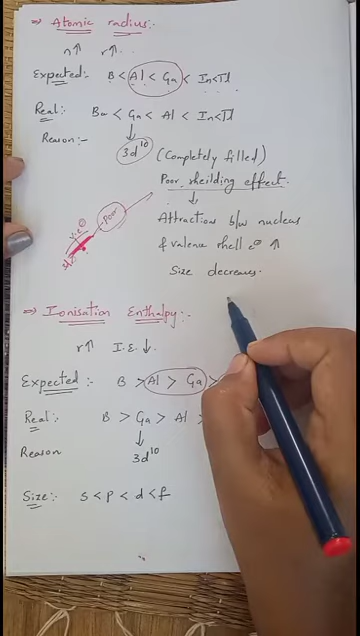 => Atomic radius:-
n↑ r↑.
Expected:- B < Al < Ga < In < Tl
Real:- B < Ga < Al < In < Tl
↓
Reason:- 3d¹⁰ (Completely filled)
Poor sheilding effect.
↓
Poor
Attraction b/w nucleus
& valence shell e⊖ ↑
Size decreases.
=> Ionisation Enthalpy:-
r↑ I.E. ↓.
Expected:- B > Al > Ga >
Real:- B > Ga > Al >
↓
Reason 3d¹⁰
Size:- s < p < d < f